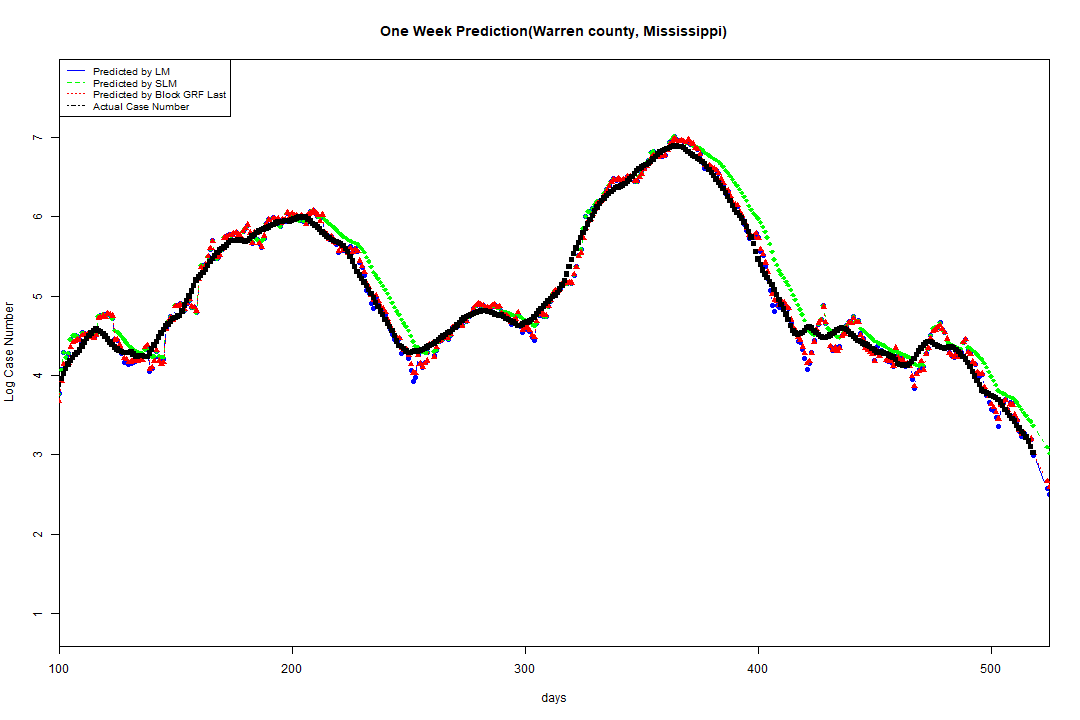 One Week Prediction(Warren county, Mississippi)
Predicted by LM
Predicted by SLM
Predicted by Block GRF Last
Actual Case Number
7
6
5
4
3
2
1
Log Case Number
100 200 300 400 500
days